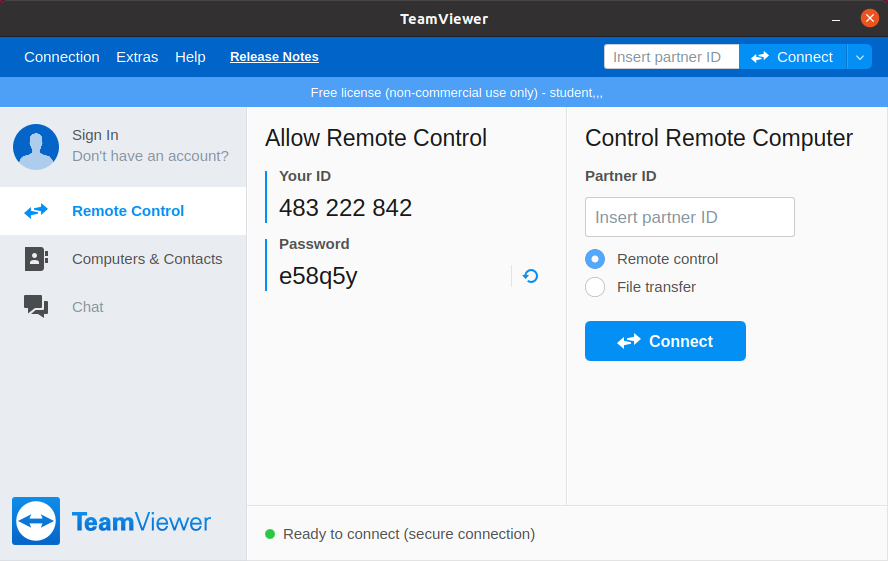 TeamViewer
Connection Extras Help Release Notes Insert partner ID Connect
Free license (non-commercial use only) - student,,,
Sign In
Don't have an account?
Remote Control
Computers & Contacts
Chat
TeamViewer
Allow Remote Control
Your ID
483 222 842
Password
e58q5y
Control Remote Computer
Partner ID
Insert partner ID
Remote control
File transfer
Connect
Ready to connect (secure connection)